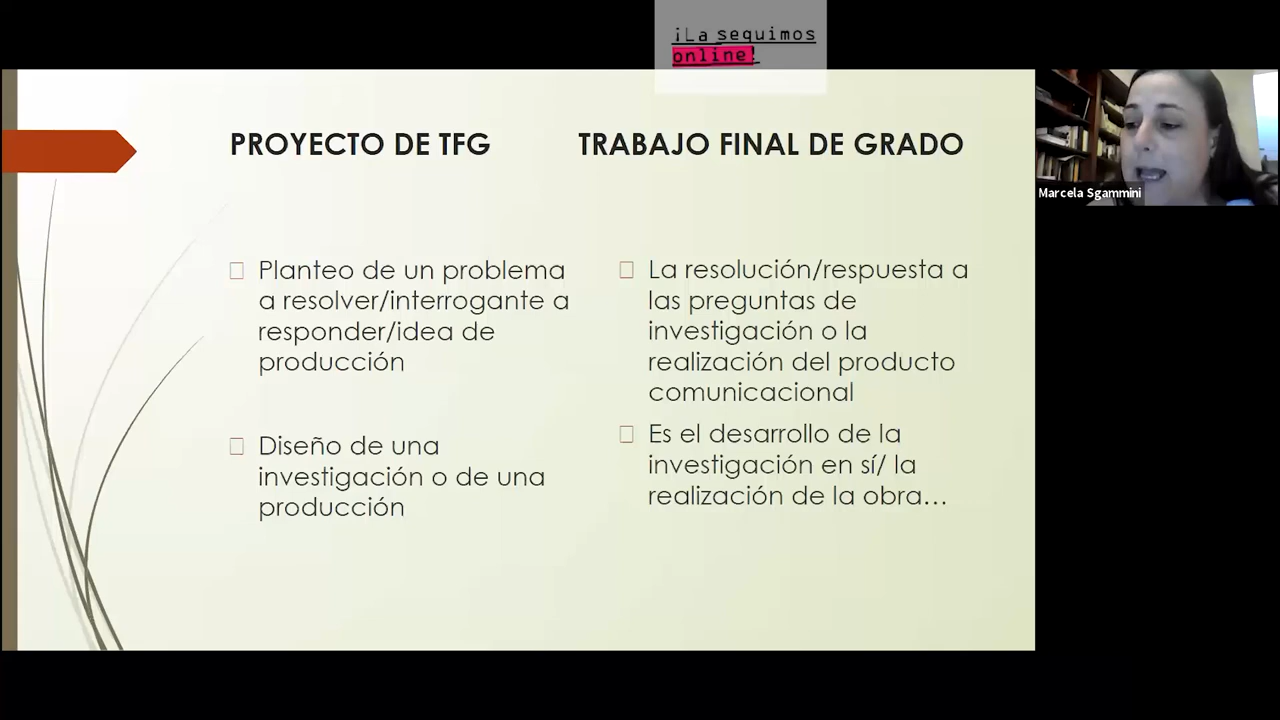 ¡La sequimos
online!
PROYECTO DE TFG
Planteo de un problema
a resolver/interrogante a
responder/idea de
producción
Diseño de una
investigación o de una
producción
TRABAJO FINAL DE GRADO
La resolución/respuesta a
las preguntas de
investigación o la
realización del producto
comunicacional
Es el desarrollo de la
investigación en sí/ la
realización de la obra…
Marcela Sgammini